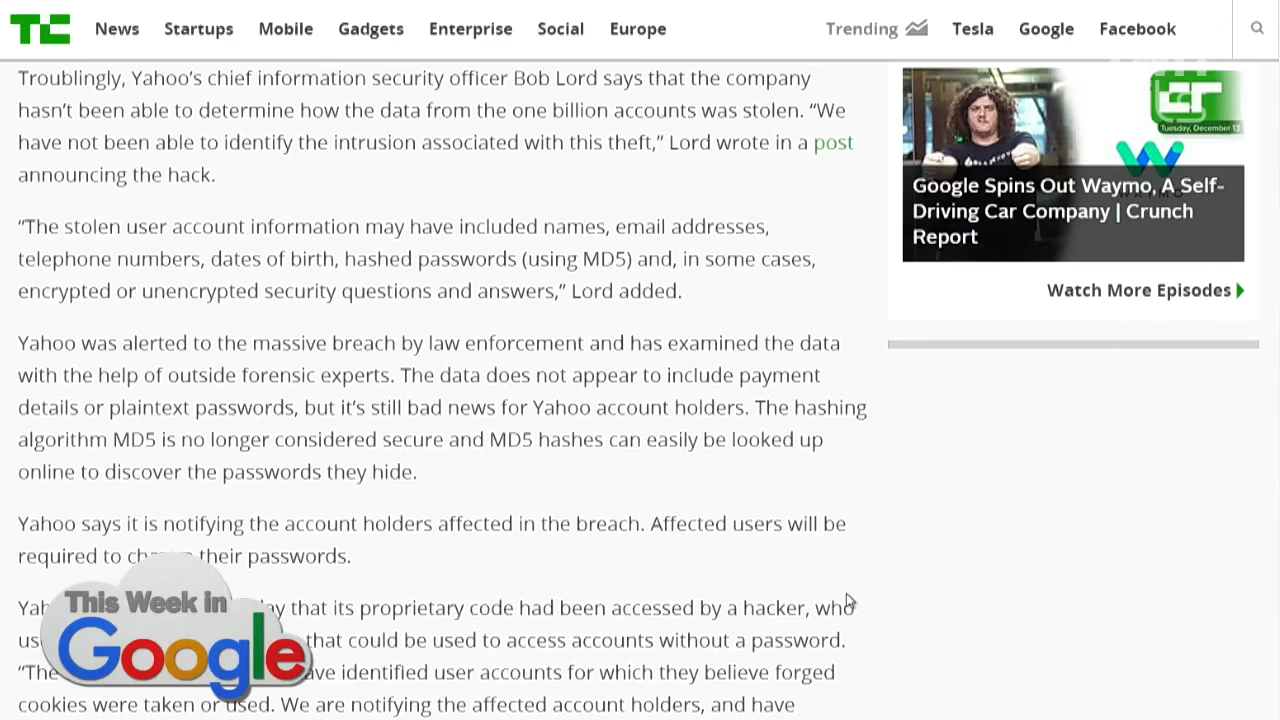 TC News Startups Mobile Gadgets Enterprise Social Europe Trending Tesla Google Facebook
Troublingly, Yahoo’s chief information security officer Bob Lord says that the company
hasn’t been able to determine how the data from the one billion accounts was stolen. “We
have not been able to identify the intrusion associated with this theft,” Lord wrote in a post
announcing the hack.
“The stolen user account information may have included names, email addresses,
telephone numbers, dates of birth, hashed passwords (using MD5) and, in some cases,
encrypted or unencrypted security questions and answers,” Lord added.
Yahoo was alerted to the massive breach by law enforcement and has examined the data
with the help of outside forensic experts. The data does not appear to include payment
details or plaintext passwords, but it’s still bad news for Yahoo account holders. The hashing
algorithm MD5 is no longer considered secure and MD5 hashes can easily be looked up
online to discover the passwords they hide.
Yahoo says it is notifying the account holders affected in the breach. Affected users will be
required to their passwords.
that its proprietary code had been accessed by a hacker, who
that could be used to access accounts without a password.
identified user accounts for which they believe forged
cookies were taken or used. We are notifying the affected account holders, and have
CR
Tuesday, December 13
Google Spins Out Waymo, A Self-
Driving Car Company | Crunch
Report
Watch More Episodes
This Week in
Google